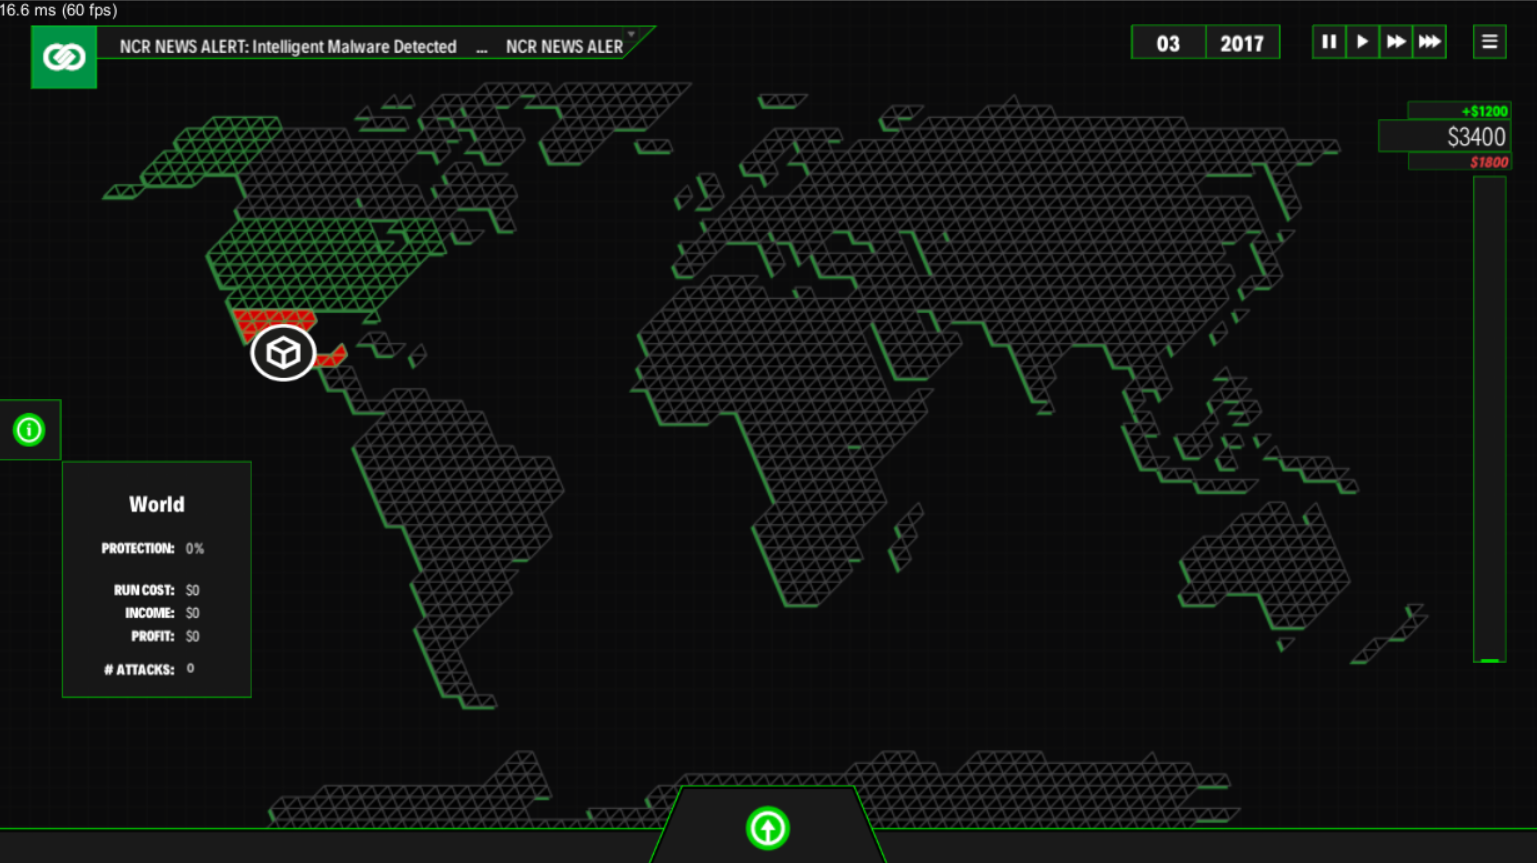 16.6 ms (60 fps)
NCR NEWS ALERT: Intelligent Malware Detected ... NCR NEWS ALER
03 2017
+$1200
$3400
$1800
World
PROTECTION: 0%
RUN COST: $0
INCOME: $0
PROFIT: $0
# ATTACKS: 0